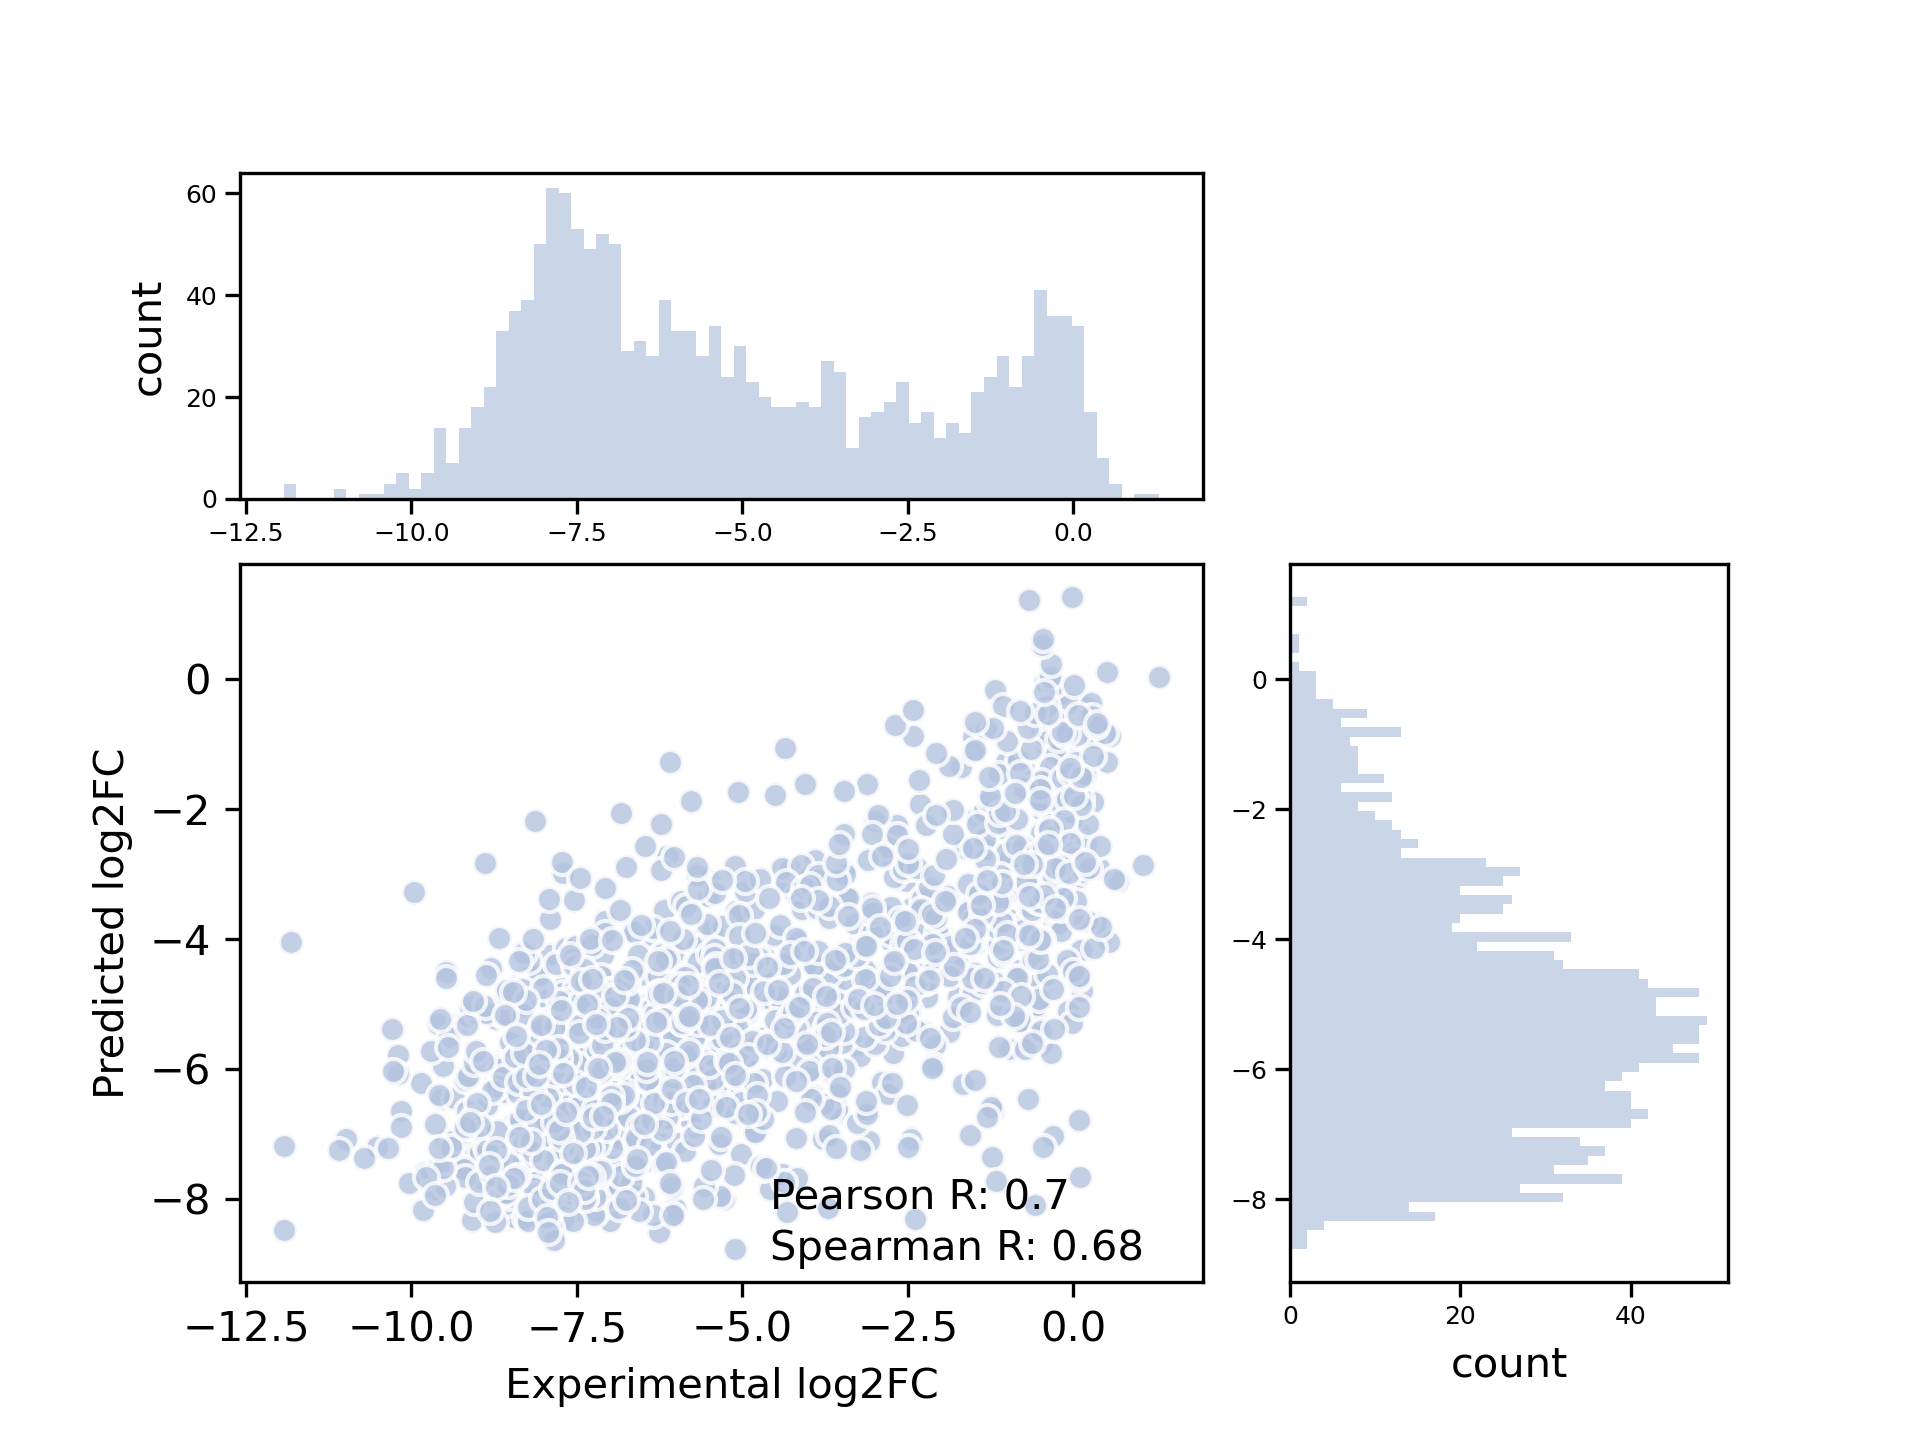 60
40
20
0
count
−12.5 −10.0 −7.5 −5.0 −2.5 0.0
0
−2
−4
−6
−8
Predicted log2FC
Pearson R: 0.7
Spearman R: 0.68
−12.5 −10.0 −7.5 −5.0 −2.5 0.0
Experimental log2FC
0
−2
−4
−6
−8
0 20 40
count